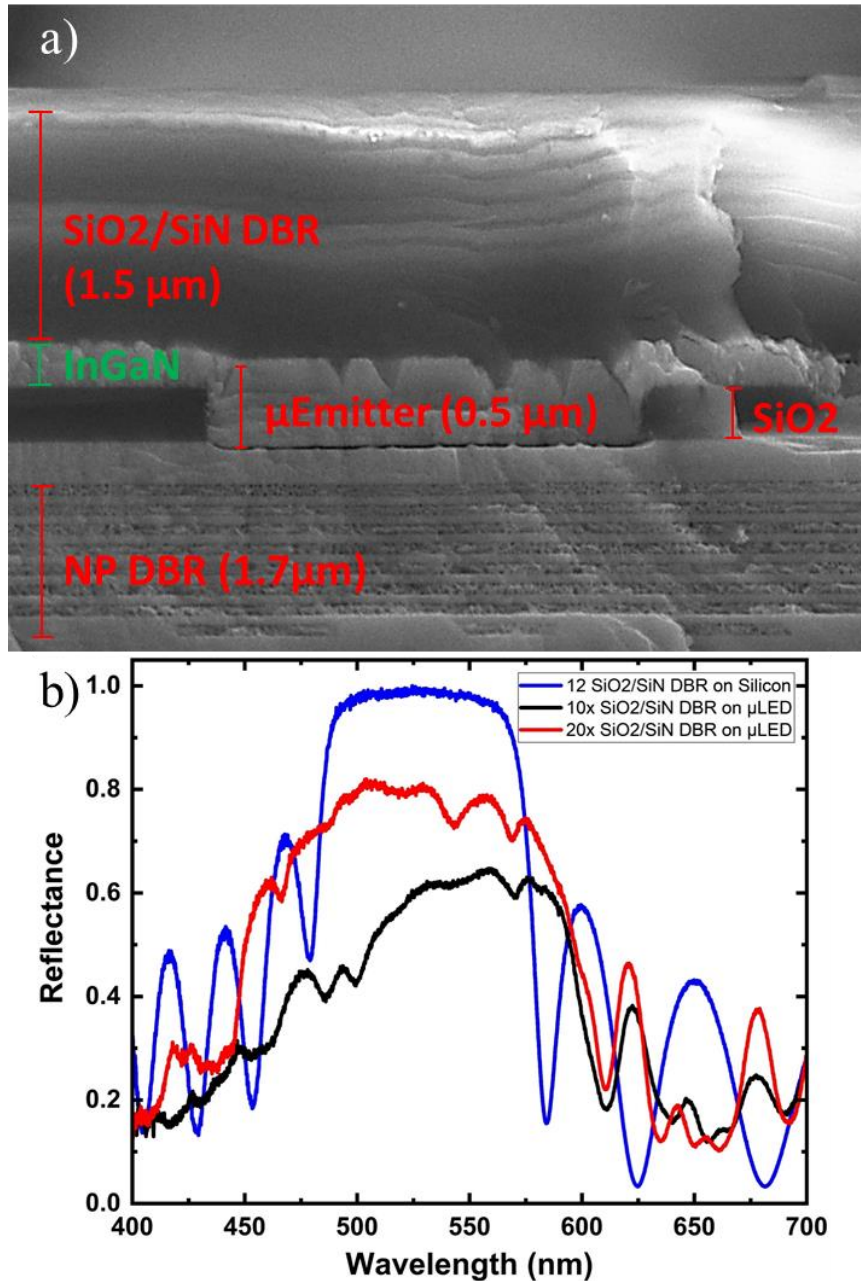 a)
SiO2/SiN DBR
(1.5 µm)
InGaN
µEmitter (0.5 µm)
SiO2
NP DBR (1.7µm)
b)
1.0
0.8
0.6
0.4
0.2
0.0
Reflectance
12 SiO2/SiN DBR on Silicon
10x SiO2/SiN DBR on µLED
20x SiO2/SiN DBR on µLED
400 450 500 550 600 650 700
Wavelength (nm)